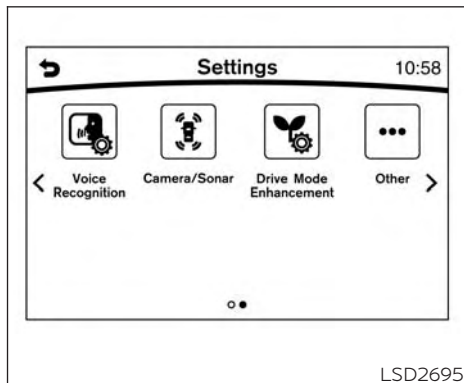 Settings
10:58
Voice
Recognition
Camera/Sonar
Drive Mode
Enhancement
Other
LSD2695